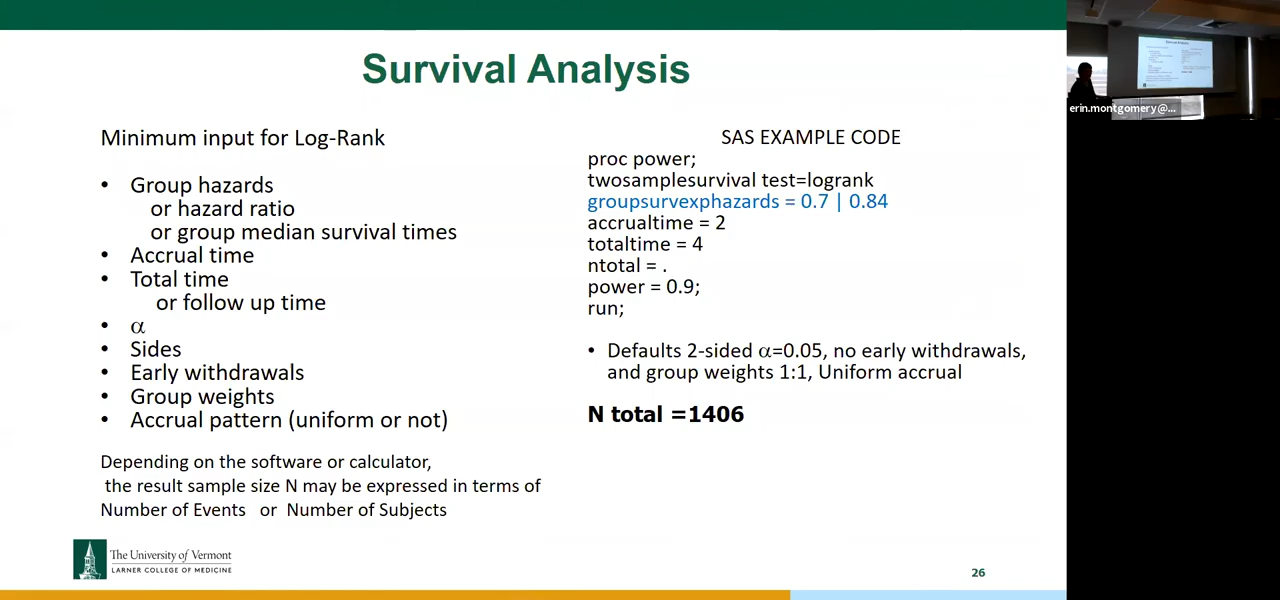 Survival Analysis
Minimum input for Log-Rank
• Group hazards
or hazard ratio
or group median survival times
• Accrual time
• Total time
or follow up time
• α
• Sides
• Early withdrawals
• Group weights
• Accrual pattern (uniform or not)
Depending on the software or calculator,
the result sample size N may be expressed in terms of
Number of Events or Number of Subjects
SAS EXAMPLE CODE
proc power;
twosamplesurvival test=logrank
groupsurvexphazards = 0.7 | 0.84
accrualtime = 2
totaltime = 4
ntotal = .
power = 0.9;
run;
• Defaults 2-sided α=0.05, no early withdrawals,
and group weights 1:1, Uniform accrual
N total =1406
The University of Vermont
LARNER COLLEGE OF MEDICINE
26
Survival Analysis
erin.montgomery@...